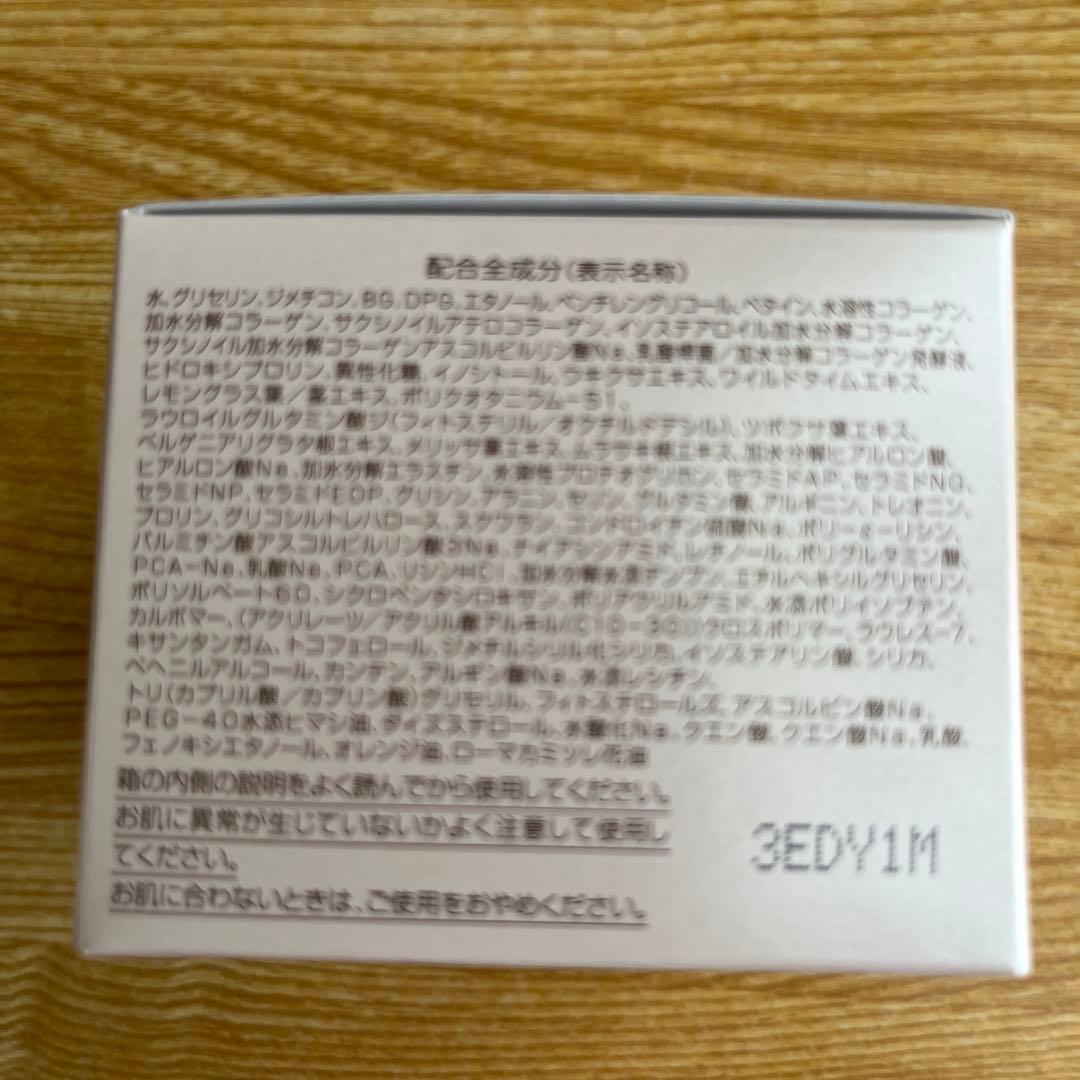 配合全成分(表示名称)
水、グリセリン、ジメチコン、BG、DPG、エタノール、ペンチレングリコール、ベタイン、水溶性コラーゲン、
加水分解コラーゲン、サクシノイルアテロコラーゲン、イソステアロイル加水分解コラーゲン、
サクシノイル加水分解コラーゲンアスコルビルリン酸Na、乳酸桿菌/加水分解コラーゲン発酵液、
ヒドロキシプロリン、異性化糖、イノシトール、ウキクサエキス、ワイルドタイムエキス、
レモングラス葉/茎エキス、ポリクオタニウム-51、
ラウロイルグルタミン酸ジ(フィトステリル/オクチルドデシル)、ツボクサ葉エキス、
ベルゲニアリグラタ根エキス、メリッサ葉エキス、ムラサキ根エキス、加水分解ヒアルロン酸、
ヒアルロン酸Na、加水分解エラスチン、水溶性プロテオグリカン、セラミドAP、セラミドNG、
セラミドNP、セラミドEOP、グリシン、アラニン、セリン、グルタミン酸、アルギニン、トレオニン、
プロリン、グリコシルトレハロース、スクワラン、コンドロイチン硫酸Na、ポリ-ε-リシン、
パルミチン酸アスコルビルリン酸3Na、ナイアシンアミド、レチノール、ポリグルタミン酸、
PCA-Na、乳酸Na、PCA、リシンHCl、加水分解水添デンプン、エチルヘキシルグリセリン、
ポリソルベート60、シクロペンタシロキサン、ポリアクリルアミド、水添ポリイソブテン、
カルボマー、(アクリレーツ/アクリル酸アルキル(C10-30))クロスポリマー、ラウレス-7、
キサンタンガム、トコフェロール、ジメチルシリル化シリカ、イソステアリン酸、シリカ、
ベヘニルアルコール、カンテン、アルギン酸Na、水添レシチン、
トリ(カプリル酸/カプリン酸)グリセリル、フィトステロールズ、アスコルビン酸Na、
PEG-40水添ヒマシ油、ダイズステロール、水酸化Na、クエン酸、クエン酸Na、乳酸、
フェノキシエタノール、オレンジ油、ローマカミツレ花油
箱の内側の説明をよく読んでから使用してください。
お肌に異常が生じていないかよく注意して使用し
てください。
3EDY1M
お肌に合わないときは、ご使用をおやめください。